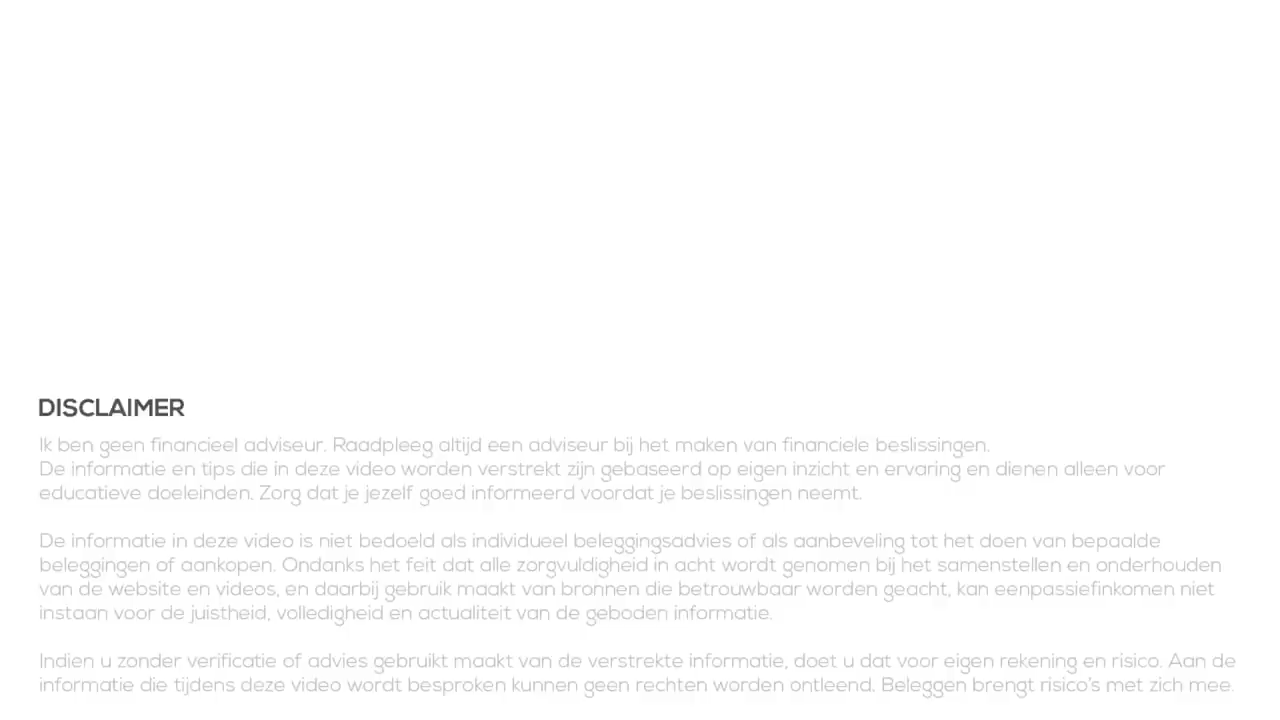 DISCLAIMER
Ik ben geen financieel adviseur. Raadpleeg altijd een adviseur bij het maken van financiele beslissingen.
De informatie en tips die in deze video worden verstrekt zijn gebaseerd op eigen inzicht en ervaring en dienen alleen voor
educatieve doeleinden. Zorg dat je jezelf goed informeerd voordat je beslissingen neemt.
De informatie in deze video is niet bedoeld als individueel beleggingsadvies of als aanbeveling tot het doen van bepaalde
beleggingen of aankopen. Ondanks het feit dat alle zorgvuldigheid in acht wordt genomen bij het samenstellen en onderhouden
van de website en videos, en daarbij gebruik maakt van bronnen die betrouwbaar worden geacht, kan eenpassiefinkomen niet
instaan voor de juistheid, volledigheid en actualiteit van de geboden informatie.
Indien u zonder verificatie of advies gebruikt maakt van de verstrekte informatie, doet u dat voor eigen rekening en risico. Aan de
informatie die tijdens deze video wordt besproken kunnen geen rechten worden ontleend. Beleggen brengt risico's met zich mee.